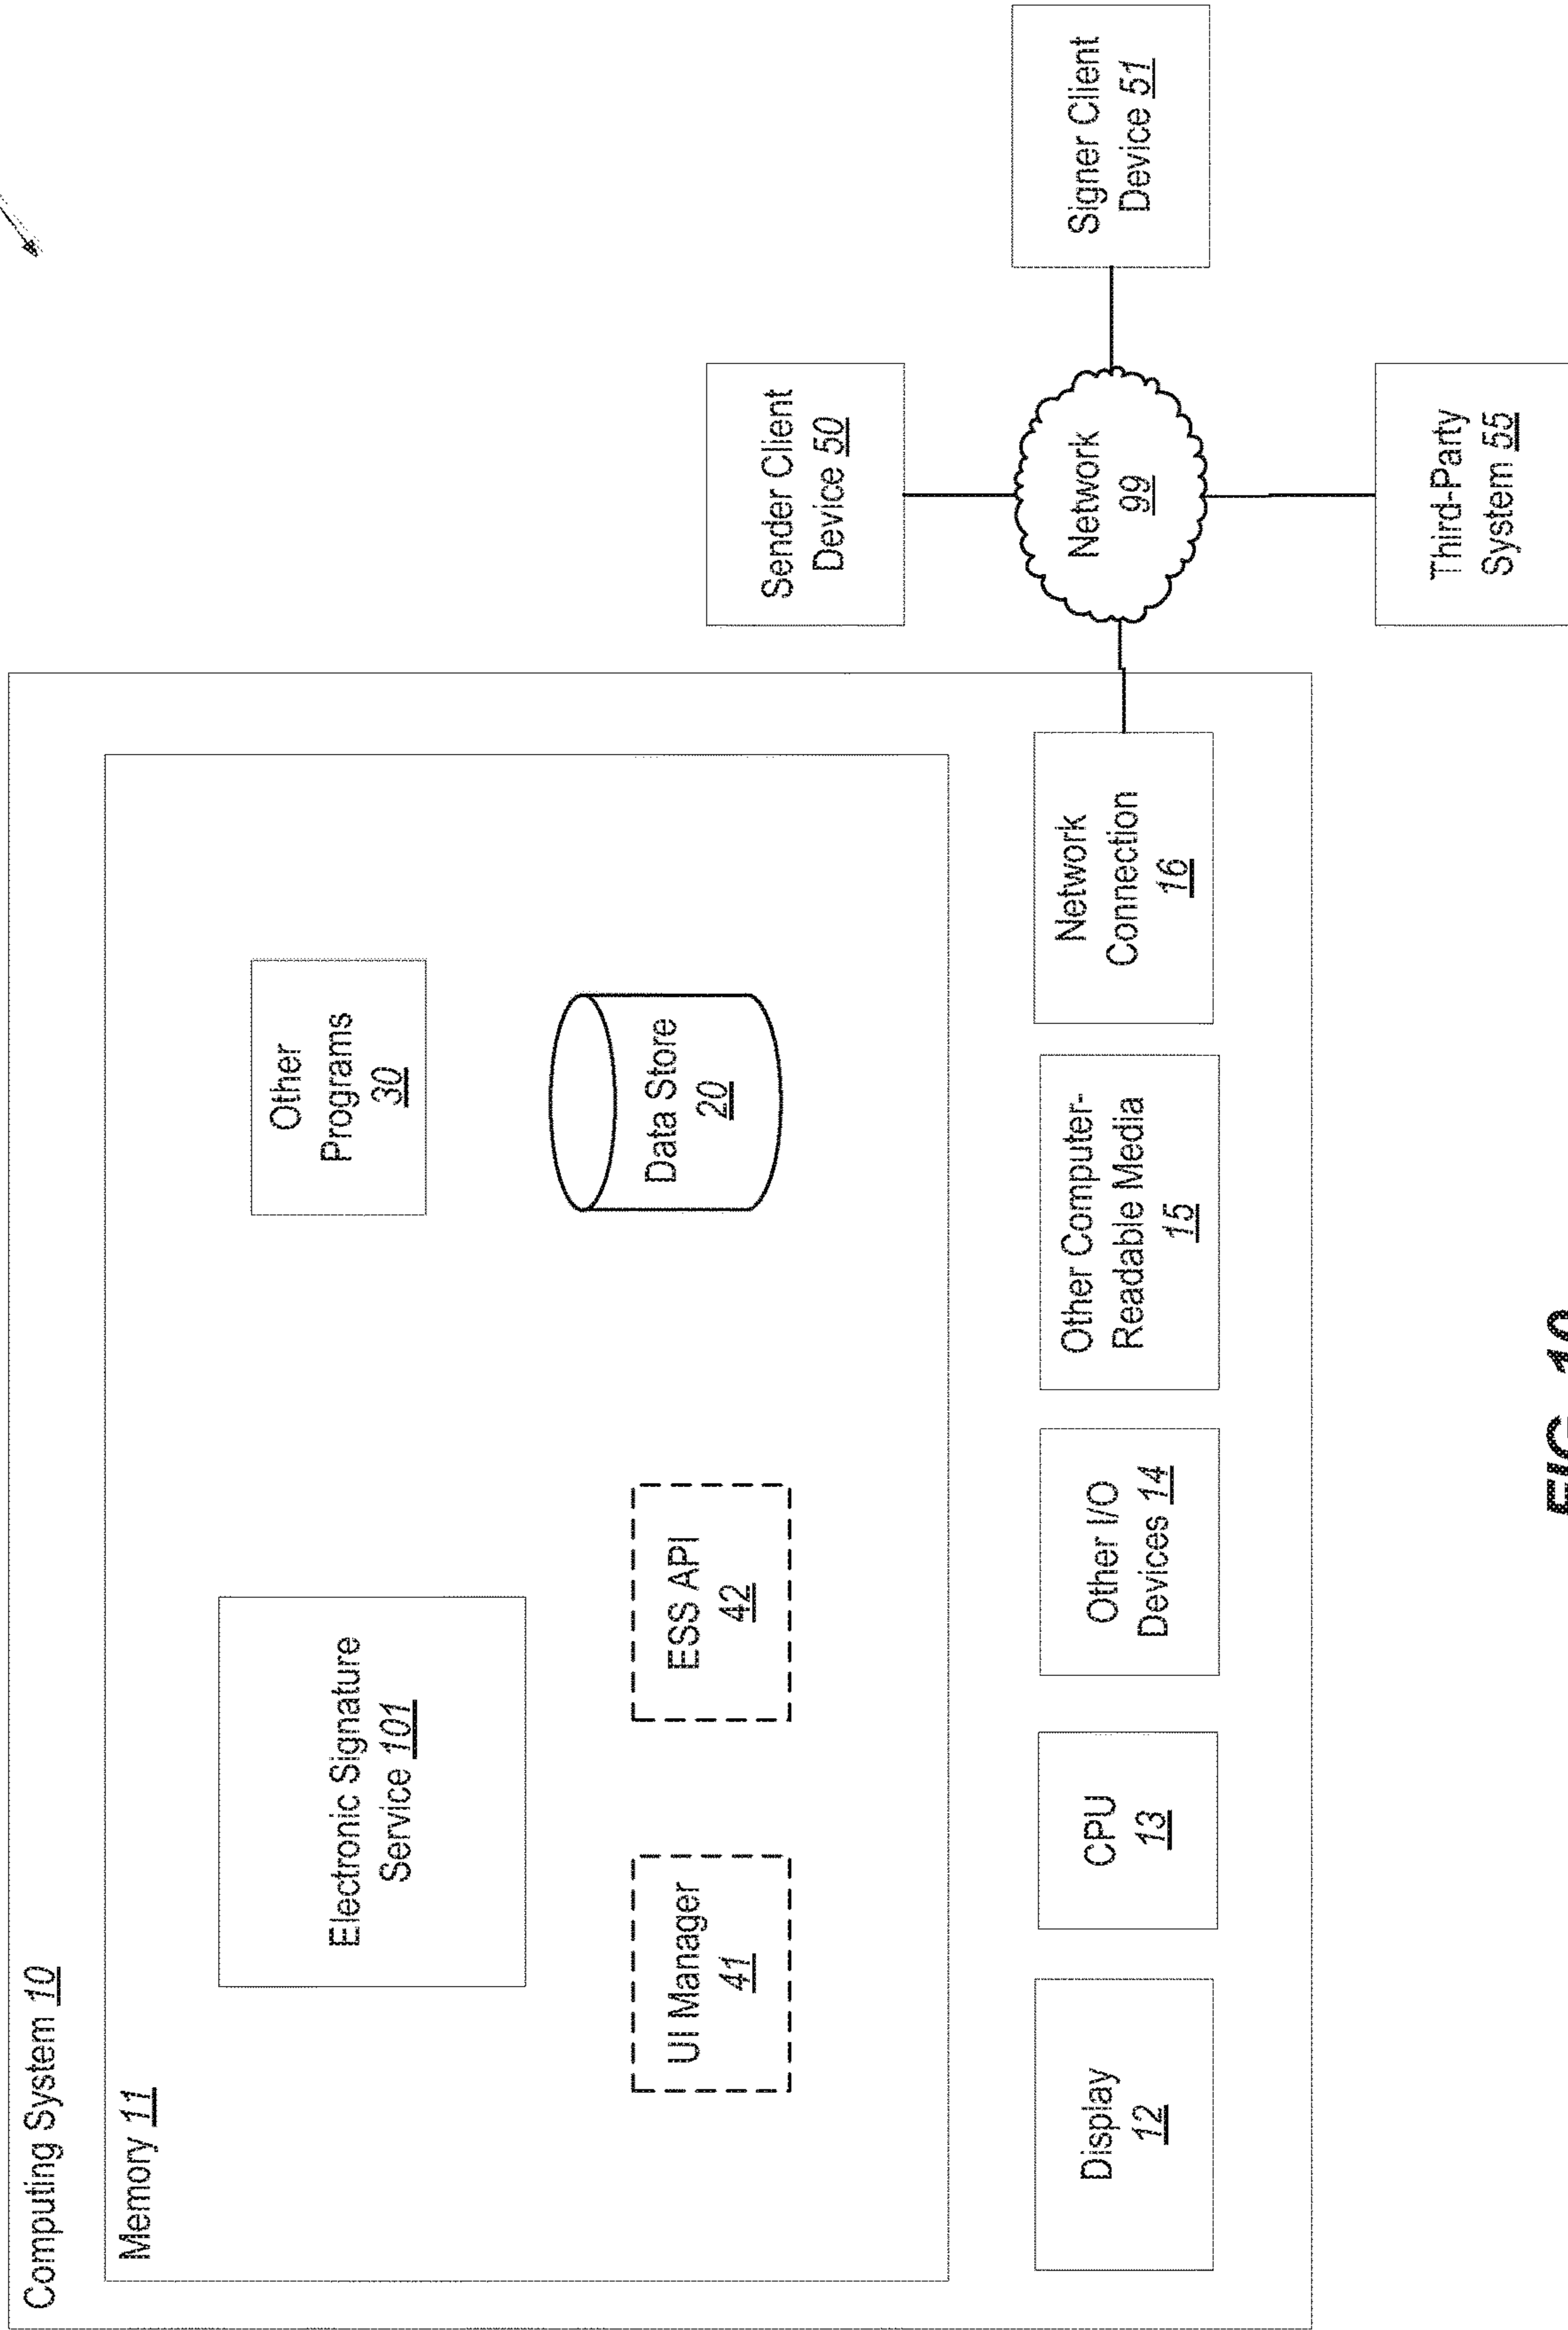 Computing System 10
Memory 11
Electronic Signature
Service 101
Other
Programs
30
UI Manager
41
ESS API
42
Data Store
20
Display
12
CPU
13
Other I/O
Devices 14
Other Computer-
Readable Media
15
Network
Connection
16
Sender Client
Device 50
Network
99
Signer Client
Device 51
Third-Party
System 55
FIG. 10